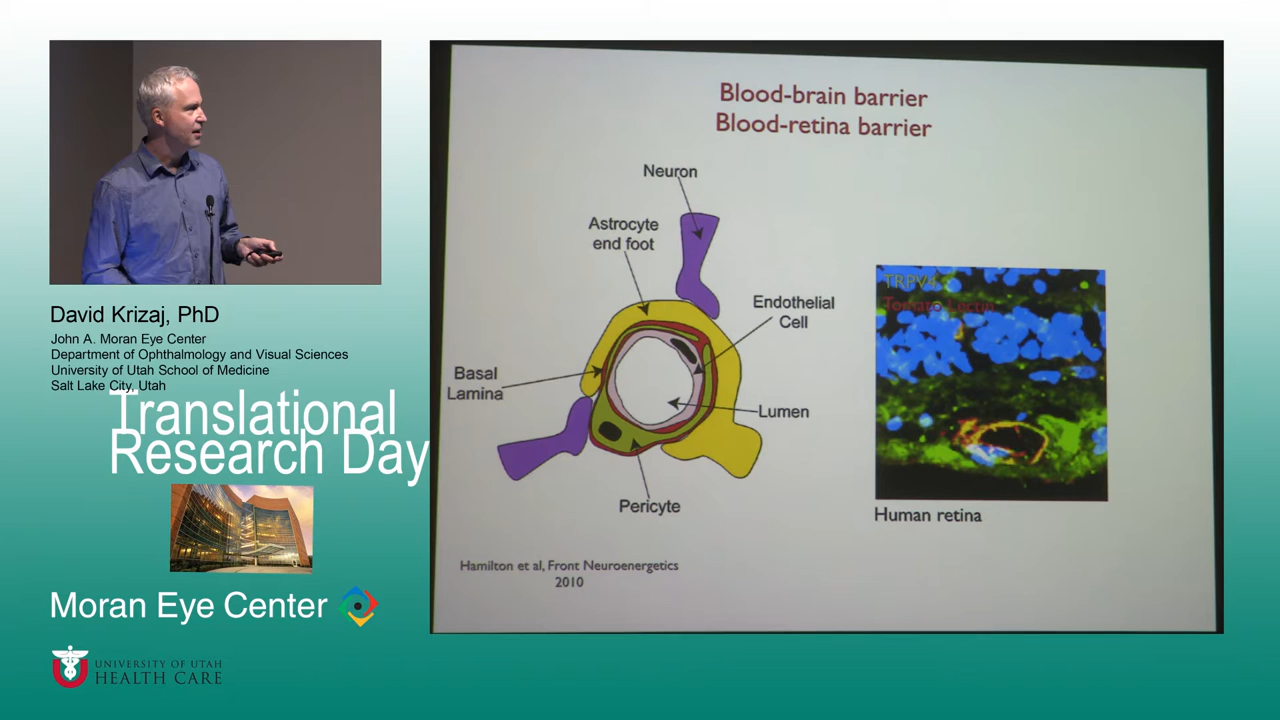 David Krizaj, PhD
John A. Moran Eye Center
Department of Ophthalmology and Visual Sciences
University of Utah School of Medicine
Salt Lake City, Utah
Translational
Research Day
Moran Eye Center
UNIVERSITY OF UTAH
HEALTH CARE
Blood-brain barrier
Blood-retina barrier
Neuron
Astrocyte
end foot
Endothelial
Cell
Basal
Lamina
Lumen
Pericyte
TRPV4
Tomato Lectin
Human retina
Hamilton et al, Front Neuroenergetics
2010